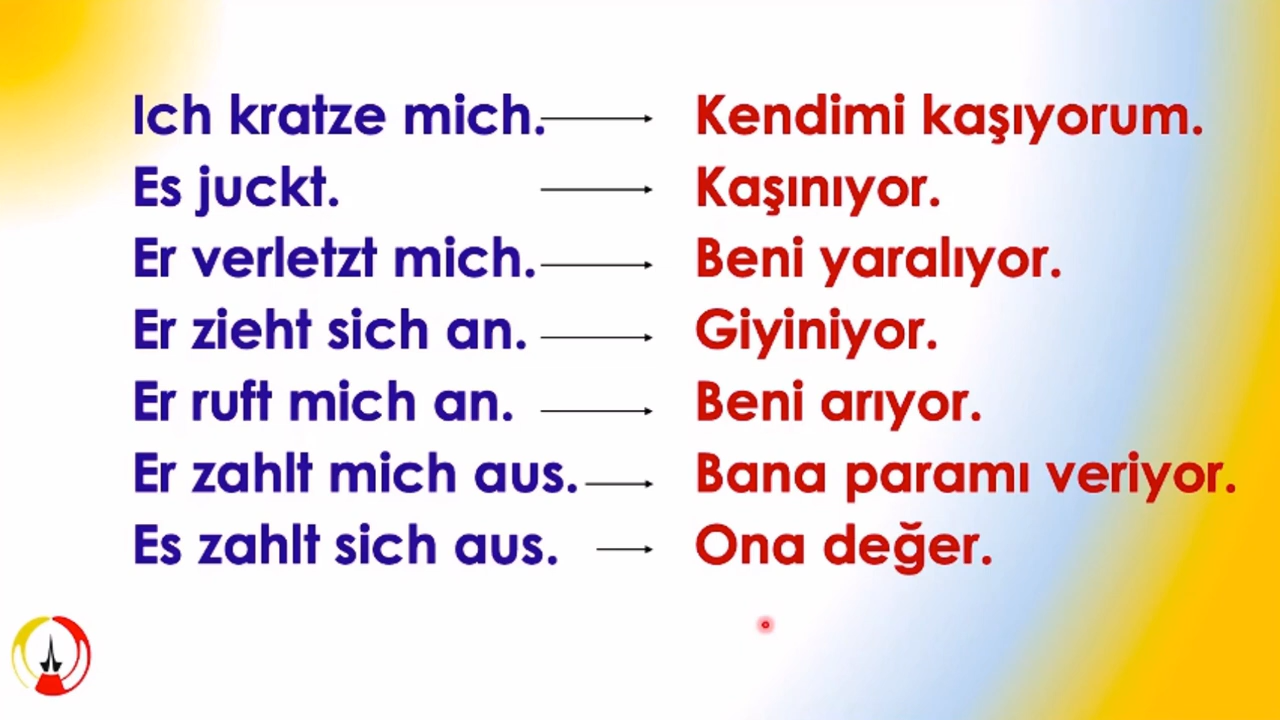 Ich kratze mich. Kendimi kaşıyorum.
Es juckt. Kaşınıyor.
Er verletzt mich. Beni yaralıyor.
Er zieht sich an. Giyiniyor.
Er ruft mich an. Beni arıyor.
Er zahlt mich aus. Bana paramı veriyor.
Es zahlt sich aus. Ona değer.